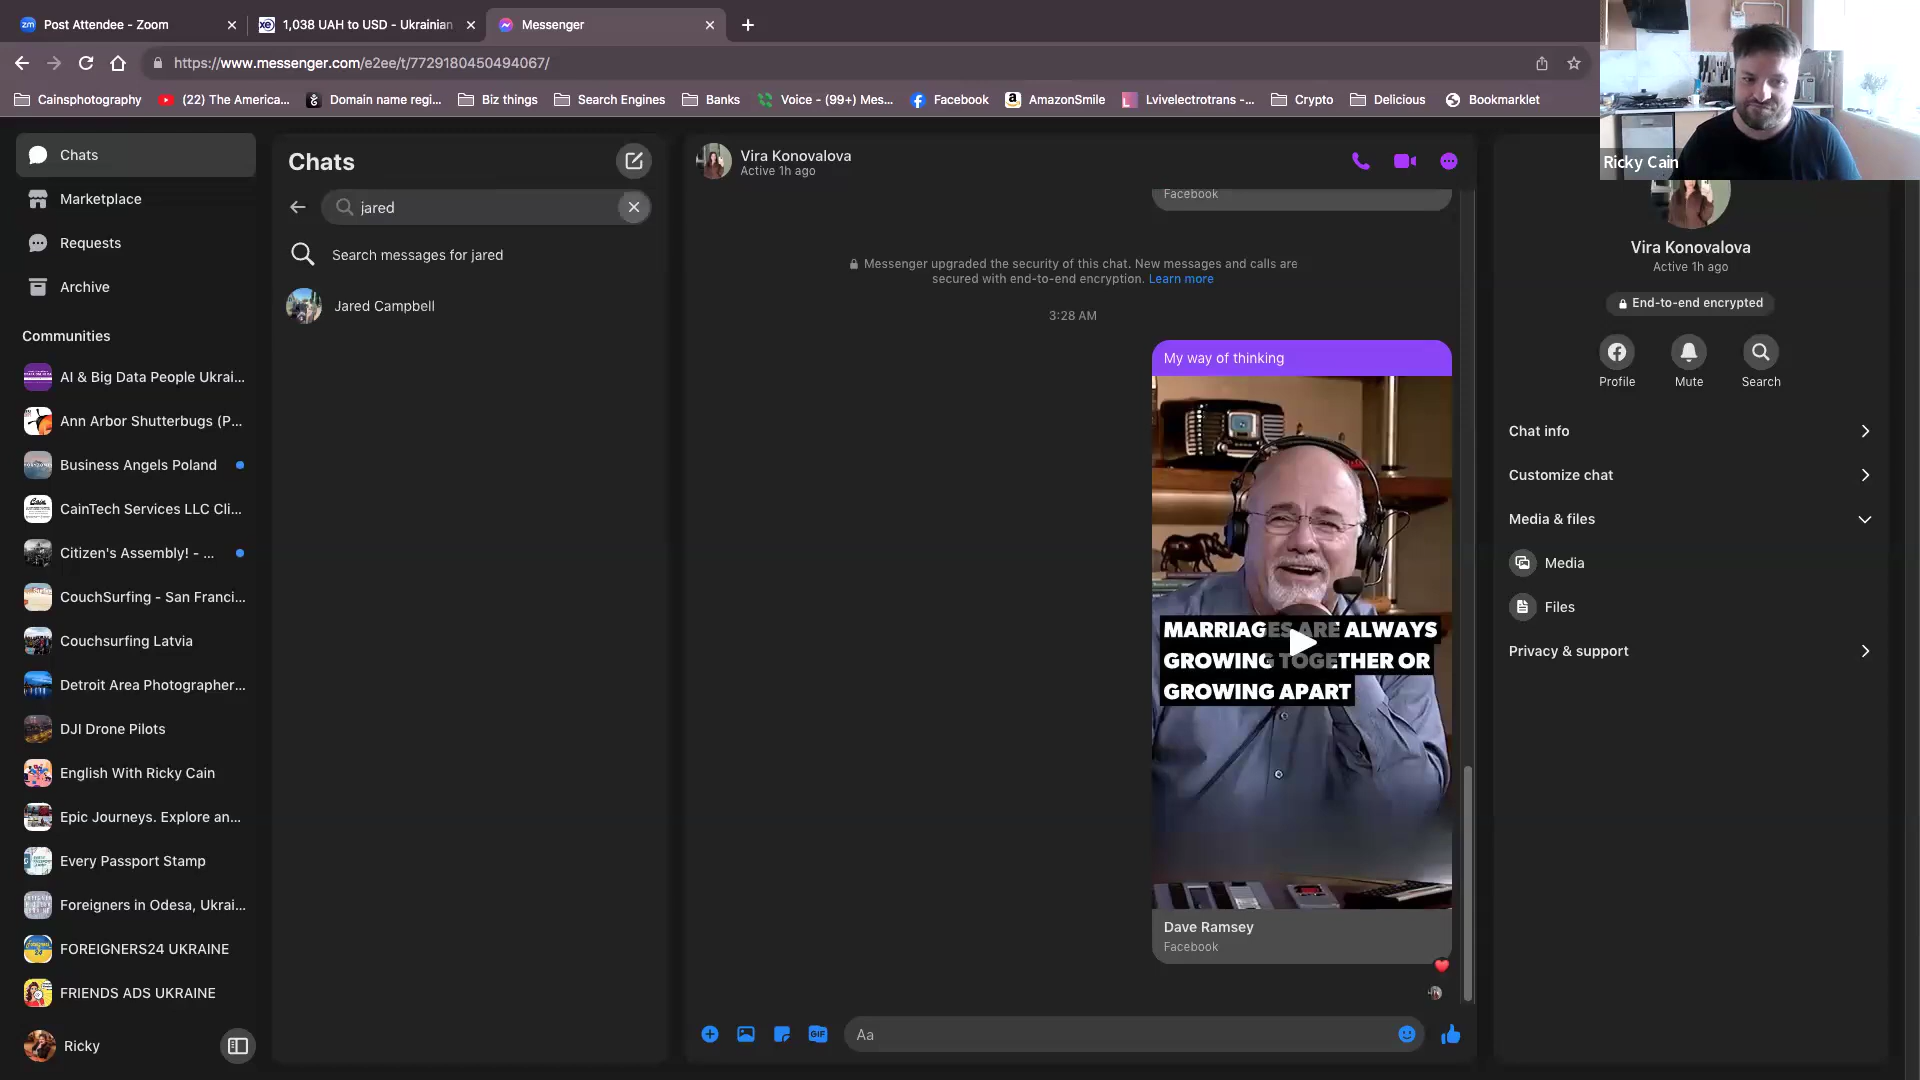 Post Attendee - Zoom
1,038 UAH to USD - Ukrainian
Messenger
https://www.messenger.com/e2ee/t/7729180450494067/
Cainsphotography
(22) The America...
Domain name regi...
Biz things
Search Engines
Banks
Voice - (99+) Mes...
Facebook
AmazonSmile
Lvivelectrotrans -...
Crypto
Delicious
Bookmarklet
Ricky Cain
Chats
Marketplace
Requests
Archive
Communities
AI & Big Data People Ukrai...
Ann Arbor Shutterbugs (P...
Business Angels Poland
CainTech Services LLC Cli...
Citizen's Assembly! - ...
CouchSurfing - San Franci...
Couchsurfing Latvia
Detroit Area Photographer...
DJI Drone Pilots
English With Ricky Cain
Epic Journeys. Explore an...
Every Passport Stamp
Foreigners in Odesa, Ukrai...
FOREIGNERS24 UKRAINE
FRIENDS ADS UKRAINE
Ricky
Chats
jared
Search messages for jared
Jared Campbell
Vira Konovalova
Active 1h ago
Facebook
Messenger upgraded the security of this chat. New messages and calls are
secured with end-to-end encryption. Learn more
3:28 AM
My way of thinking
MARRIAGES ARE ALWAYS
GROWING TOGETHER OR
GROWING APART
Dave Ramsey
Facebook
GIF
Aa
Vira Konovalova
Active 1h ago
End-to-end encrypted
Profile
Mute
Search
Chat info
Customize chat
Media & files
Media
Files
Privacy & support